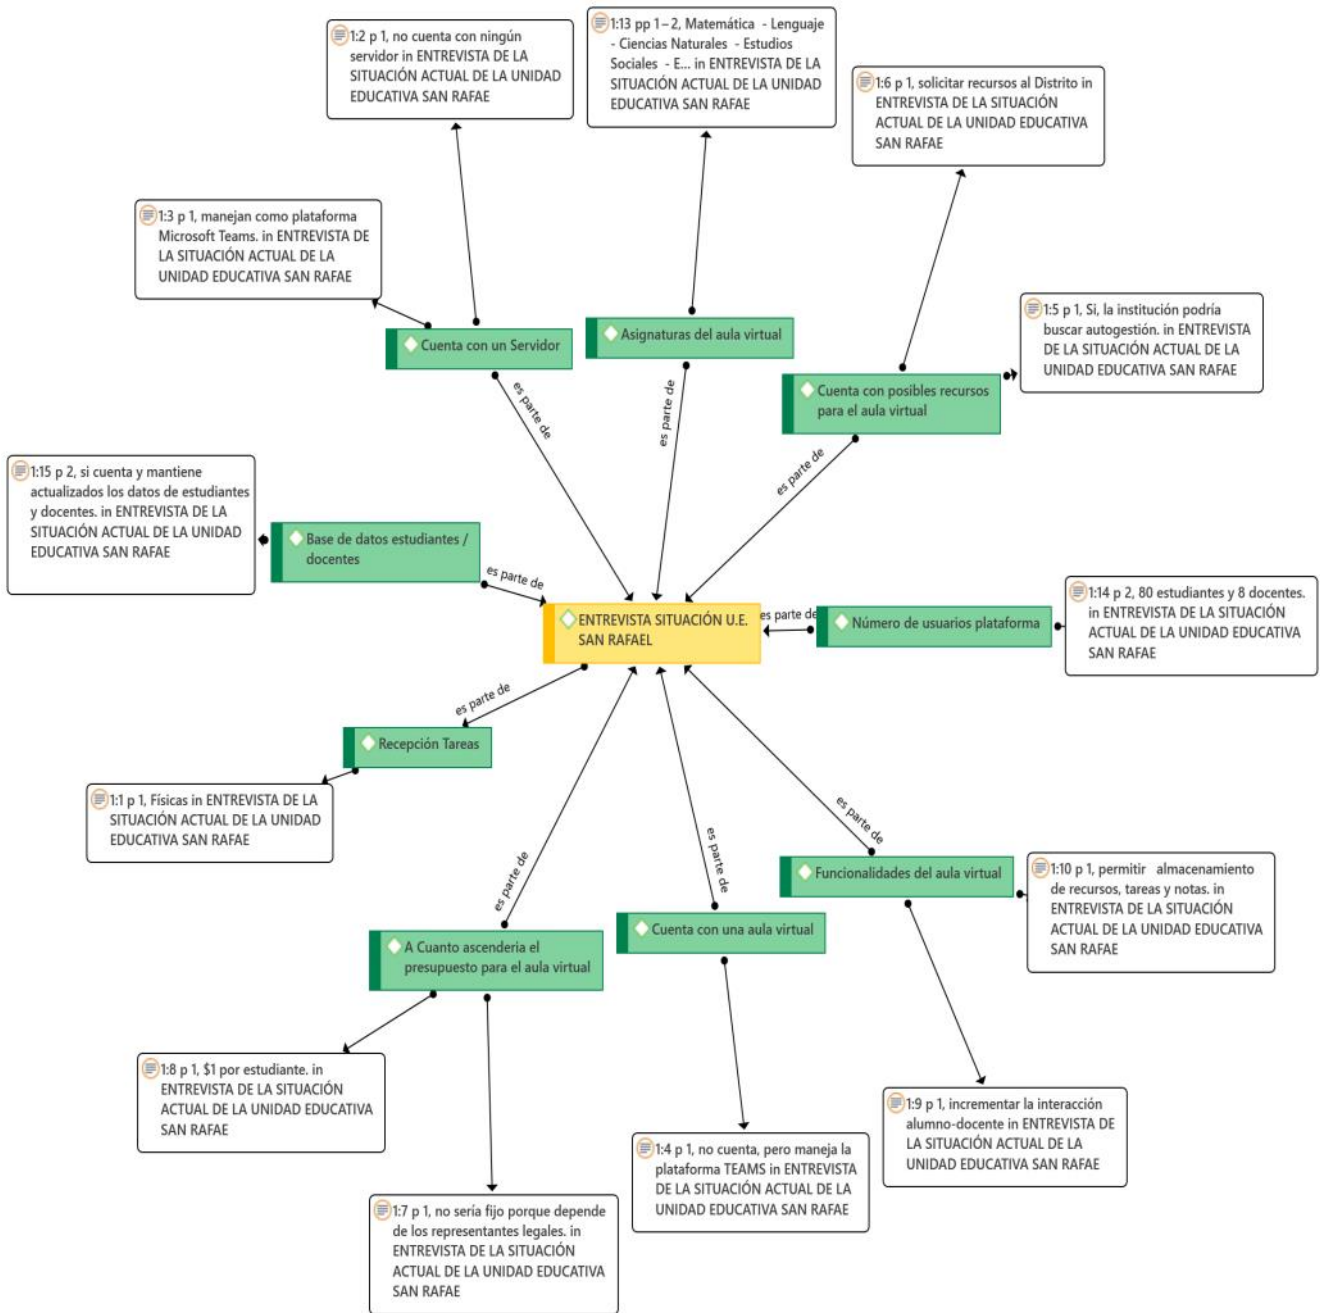 1:2 p 1, no cuenta con ningún
servidor in ENTREVISTA DE LA
SITUACIÓN ACTUAL DE LA UNIDAD
EDUCATIVA SAN RAFAE
1:13 pp 1–2, Matemática - Lenguaje
- Ciencias Naturales - Estudios
Sociales - E... in ENTREVISTA DE LA
SITUACIÓN ACTUAL DE LA UNIDAD
EDUCATIVA SAN RAFAE
1:6 p 1, solicitar recursos al Distrito in
ENTREVISTA DE LA SITUACIÓN
ACTUAL DE LA UNIDAD EDUCATIVA
SAN RAFAE
1:3 p 1, manejan como plataforma
Microsoft Teams. in ENTREVISTA DE
LA SITUACIÓN ACTUAL DE LA
UNIDAD EDUCATIVA SAN RAFAE
1:5 p 1, Si, la institución podría
buscar autogestión. in ENTREVISTA
DE LA SITUACIÓN ACTUAL DE LA
UNIDAD EDUCATIVA SAN RAFAE
Cuenta con un Servidor
Asignaturas del aula virtual
Cuenta con posibles recursos
para el aula virtual
es parte de
es parte de
es parte de
1:15 p 2, si cuenta y mantiene
actualizados los datos de estudiantes
y docentes. in ENTREVISTA DE LA
SITUACIÓN ACTUAL DE LA UNIDAD
EDUCATIVA SAN RAFAE
Base de datos estudiantes /
docentes
es parte de
ENTREVISTA SITUACIÓN U.E.
SAN RAFAEL
es parte de
Número de usuarios plataforma
1:14 p 2, 80 estudiantes y 8 docentes.
in ENTREVISTA DE LA SITUACIÓN
ACTUAL DE LA UNIDAD EDUCATIVA
SAN RAFAE
es parte de
Recepción Tareas
1:1 p 1, Físicas in ENTREVISTA DE LA
SITUACIÓN ACTUAL DE LA UNIDAD
EDUCATIVA SAN RAFAE
es parte de
es parte de
es parte de
Funcionalidades del aula virtual
1:10 p 1, permitir almacenamiento
de recursos, tareas y notas. in
ENTREVISTA DE LA SITUACIÓN
ACTUAL DE LA UNIDAD EDUCATIVA
SAN RAFAE
Cuenta con una aula virtual
A Cuanto ascenderia el
presupuesto para el aula virtual
1:8 p 1, $1 por estudiante. in
ENTREVISTA DE LA SITUACIÓN
ACTUAL DE LA UNIDAD EDUCATIVA
SAN RAFAE
1:9 p 1, incrementar la interacción
alumno-docente in ENTREVISTA DE
LA SITUACIÓN ACTUAL DE LA
UNIDAD EDUCATIVA SAN RAFAE
1:4 p 1, no cuenta, pero maneja la
plataforma TEAMS in ENTREVISTA
DE LA SITUACIÓN ACTUAL DE LA
UNIDAD EDUCATIVA SAN RAFAE
1:7 p 1, no sería fijo porque depende
de los representantes legales. in
ENTREVISTA DE LA SITUACIÓN
ACTUAL DE LA UNIDAD EDUCATIVA
SAN RAFAE